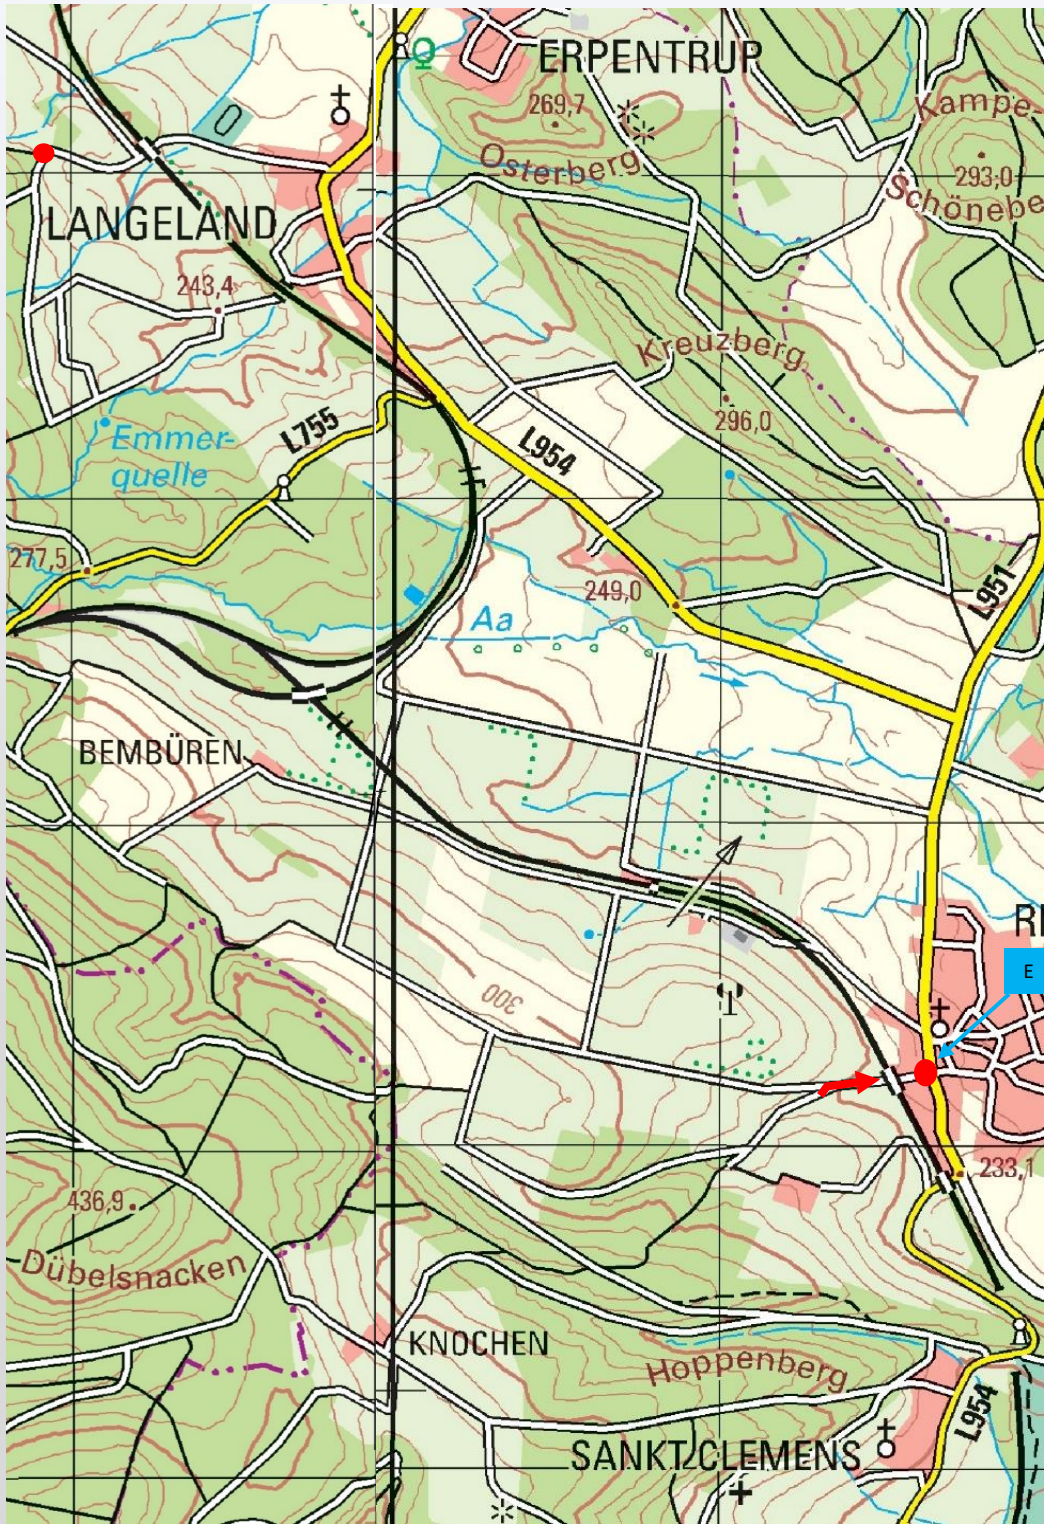 ERPENTRUP
269,7
Osterberg
Kampe-
293,0
Schönebe
LANGELAND
243,4
Kreuzberg
296,0
Emmer-
quelle
L755
L954
277,5
249,0
L951
Aa
BEMBÜREN
300
E
233,1
436,9
Dübelsnacken
KNOCHEN
Hoppenberg
L954
SANKT CLEMENS